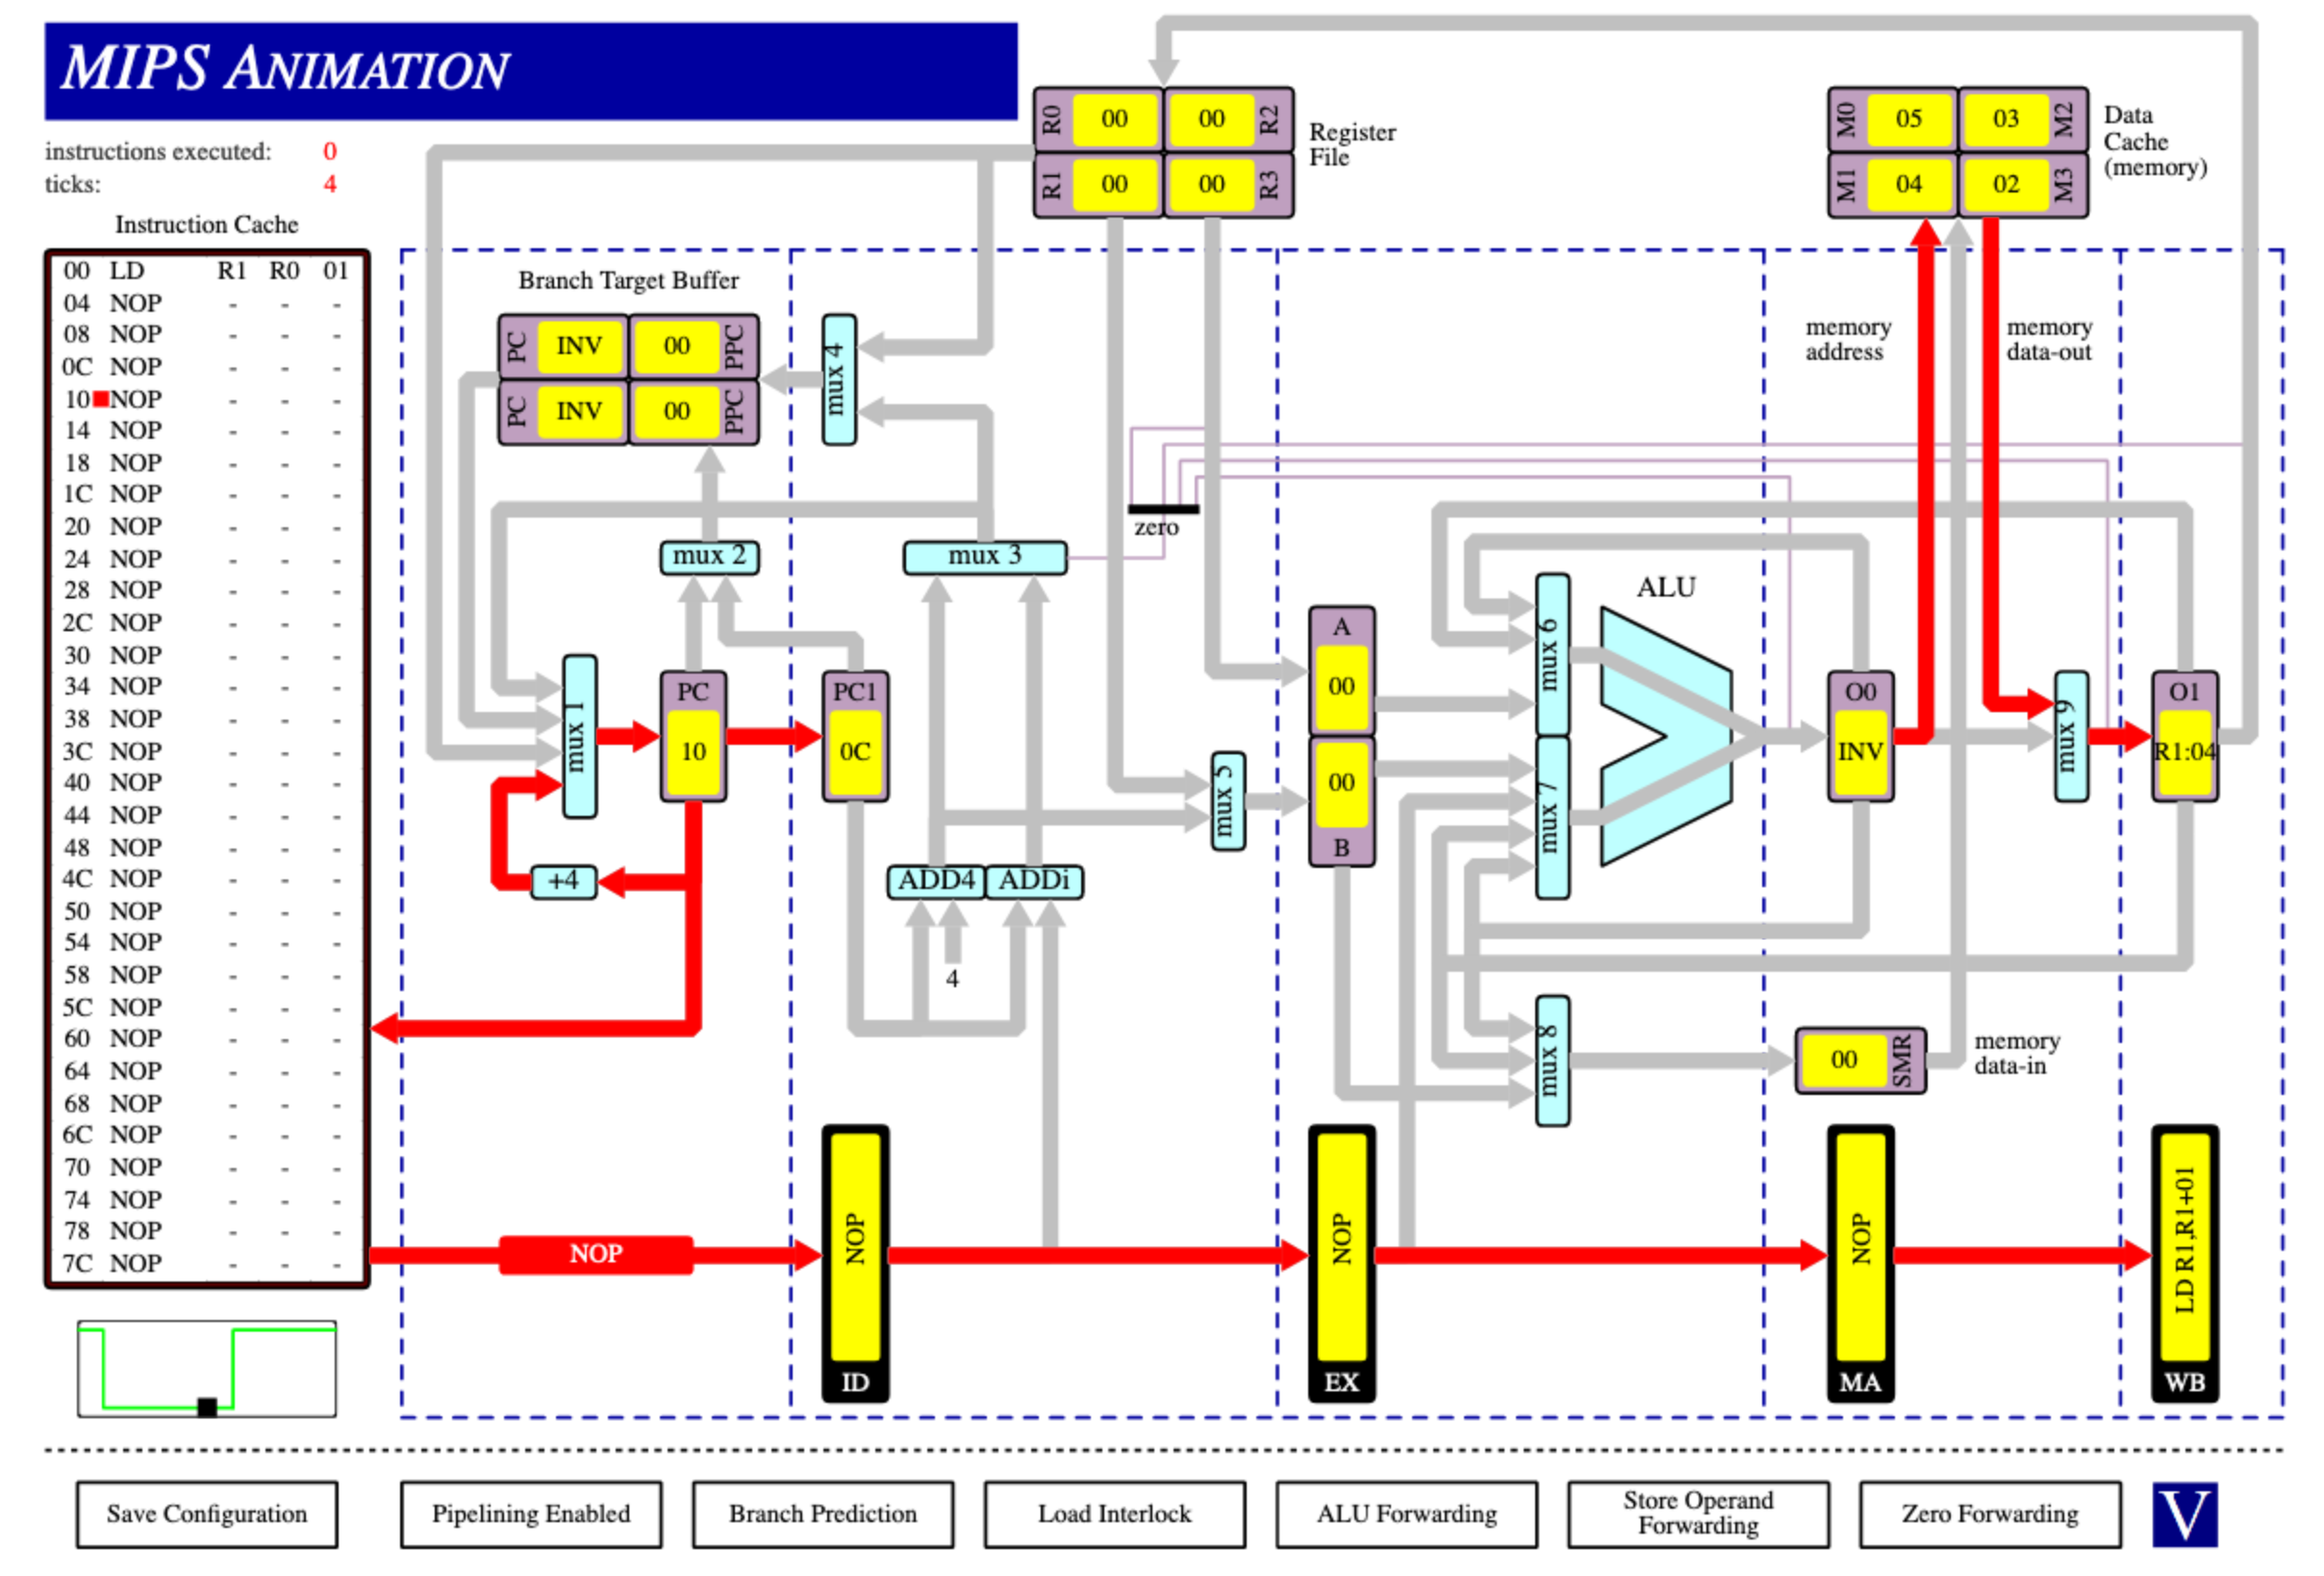 MIPS ANIMATION
instructions executed: 0
ticks: 4
Instruction Cache
00 LD R1 R0 01
04 NOP - - -
08 NOP - - -
0C NOP - - -
10 NOP - - -
14 NOP - - -
18 NOP - - -
1C NOP - - -
20 NOP - - -
24 NOP - - -
28 NOP - - -
2C NOP - - -
30 NOP - - -
34 NOP - - -
38 NOP - - -
3C NOP - - -
40 NOP - - -
44 NOP - - -
48 NOP - - -
4C NOP - - -
50 NOP - - -
54 NOP - - -
58 NOP - - -
5C NOP - - -
60 NOP - - -
64 NOP - - -
68 NOP - - -
6C NOP - - -
70 NOP - - -
74 NOP - - -
78 NOP - - -
7C NOP - - -
R0 00 00 R2
R1 00 00 R3
Register
File
M0 05 03 M2
M1 04 02 M3
Data
Cache
(memory)
Branch Target Buffer
PC INV 00 PPC
PC INV 00 PPC
mux 4
memory
address
memory
data-out
zero
mux 2
mux 3
ALU
mux 1
PC
10
PC1
0C
mux 5
A
00
00
B
mux 6
mux 7
O0
INV
mux 9
O1
R1:04
+4
ADD4
ADDi
4
mux 8
00 SMR
memory
data-in
NOP
NOP
ID
NOP
EX
NOP
MA
LD R1,R1+01
WB
Save Configuration
Pipelining Enabled
Branch Prediction
Load Interlock
ALU Forwarding
Store Operand
Forwarding
Zero Forwarding
V